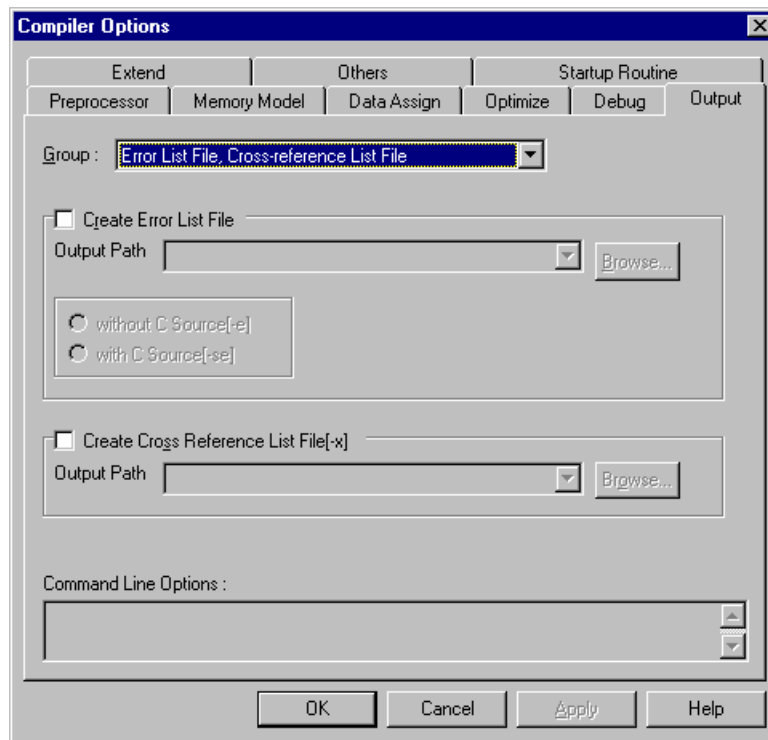 Compiler Options
Extend Others Startup Routine
Preprocessor Memory Model Data Assign Optimize Debug Output
Group : Error List File, Cross-reference List File
Create Error List File
Output Path Browse...
without C Source[-e]
with C Source[-se]
Create Cross Reference List File[-x]
Output Path Browse...
Command Line Options :
OK Cancel Apply Help